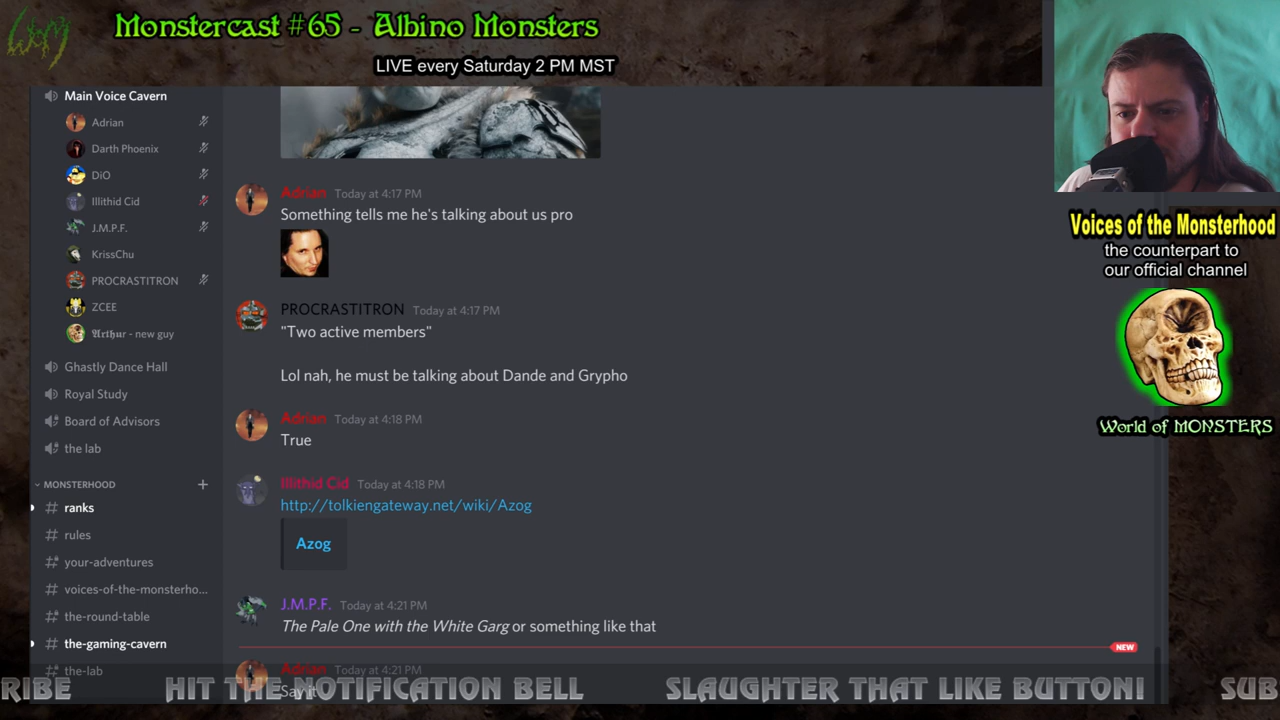 WM
Monstercast #65 - Albino Monsters
LIVE every Saturday 2 PM MST
Main Voice Cavern
Adrian
Darth Phoenix
DiO
Illithid Cid
J.M.P.F.
KrissChu
PROCRASTITRON
ZCEE
𝕬𝖗𝖙𝖍𝖚𝖗 - new guy
Ghastly Dance Hall
Royal Study
Board of Advisors
the lab
MONSTERHOOD
ranks
rules
your-adventures
voices-of-the-monsterho...
the-round-table
the-gaming-cavern
the-lab
Adrian Today at 4:17 PM
Something tells me he's talking about us pro
PROCRASTITRON Today at 4:17 PM
"Two active members"
Lol nah, he must be talking about Dande and Grypho
Adrian Today at 4:18 PM
True
Illithid Cid Today at 4:18 PM
http://tolkiengateway.net/wiki/Azog
Azog
J.M.P.F. Today at 4:21 PM
The Pale One with the White Garg or something like that
NEW
Adrian Today at 4:21 PM
Say it
Voices of the Monsterhood
the counterpart to
our official channel
World of MONSTERS
RIBE HIT THE NOTIFICATION BELL SLAUGHTER THAT LIKE BUTTON! SUB